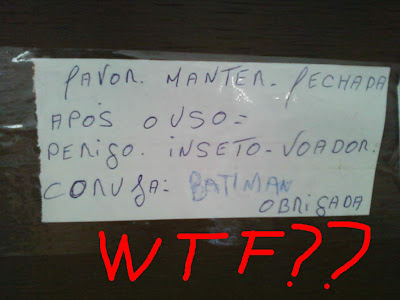 FAVOR. MANTER- FECHADA
APÓS O USO=
PERIGO. INSETO-VOADOR:
CORUJA: BATIMAN
OBRIGADA
WTF??